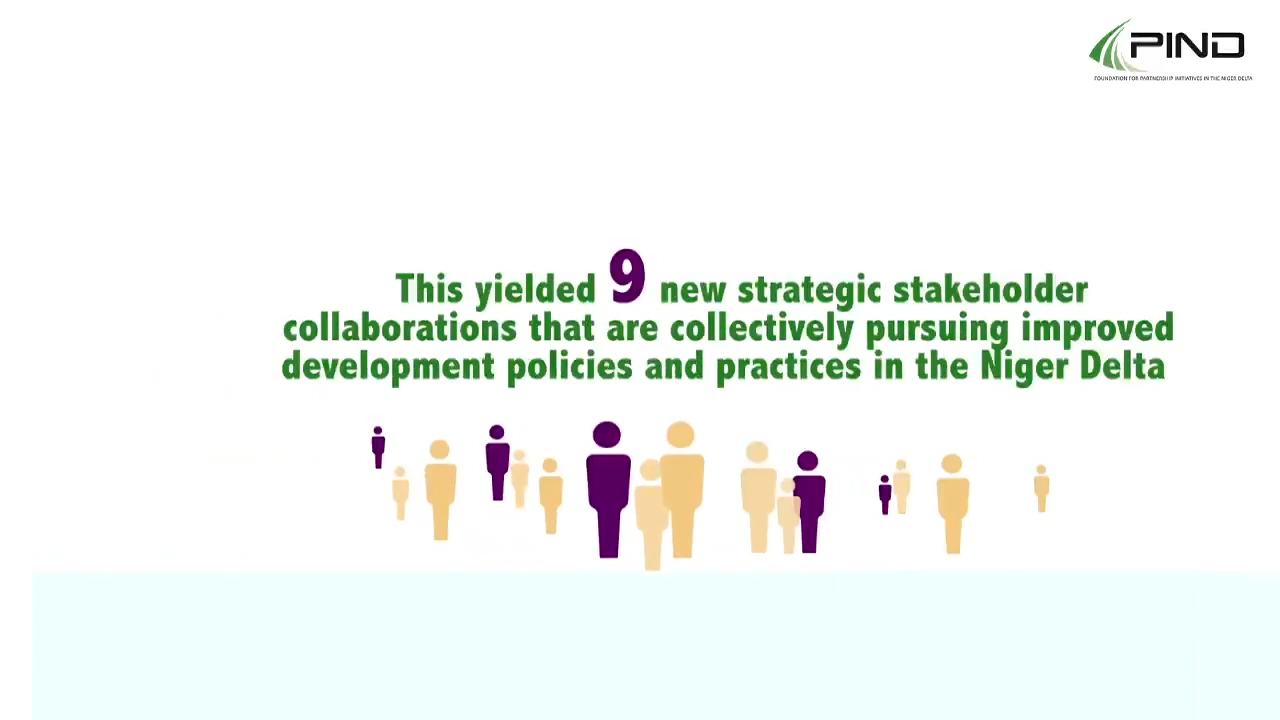 PIND
FOUNDATION FOR PARTNERSHIP INITIATIVES IN THE NIGER DELTA
This yielded 9 new strategic stakeholder
collaborations that are collectively pursuing improved
development policies and practices in the Niger Delta